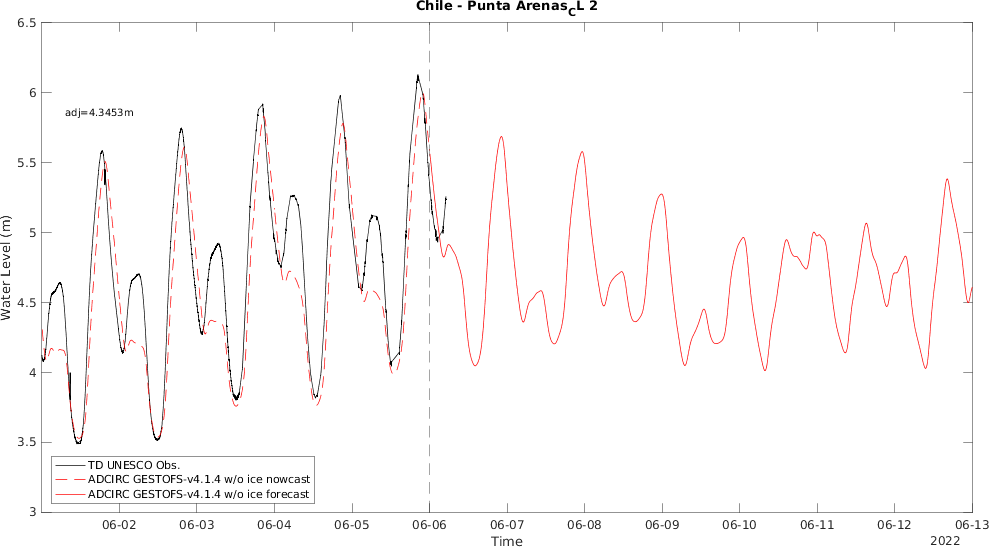 Chile - Punta Arenas_CL 2
6.5
6
5.5
5
4.5
4
3.5
3
Water Level (m)
adj=4.3453m
TD UNESCO Obs.
ADCIRC GESTOFS-v4.1.4 w/o ice nowcast
ADCIRC GESTOFS-v4.1.4 w/o ice forecast
06-02 06-03 06-04 06-05 06-06 06-07 06-08 06-09 06-10 06-11 06-12 06-13
Time
2022